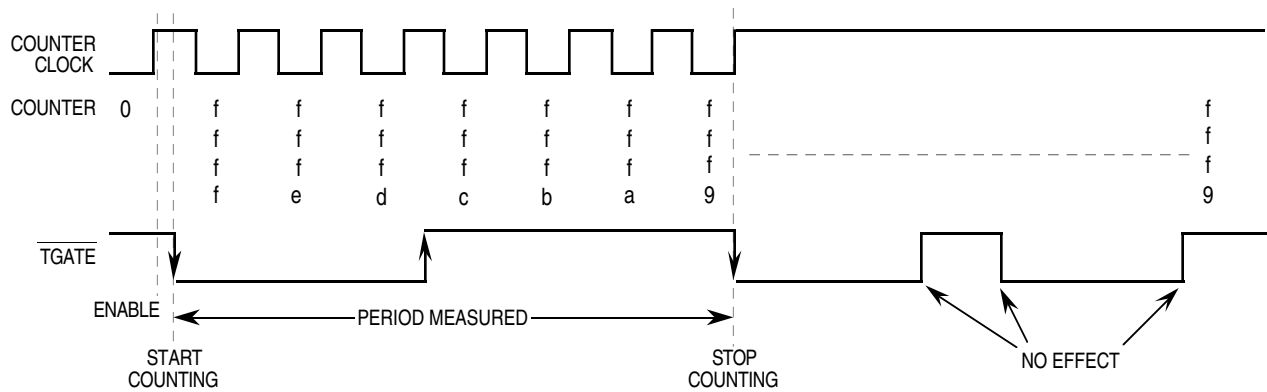 COUNTER
CLOCK
COUNTER 0 f f f f f f f f
f f f f f f f f
f f f f f f f f
f e d c b a 9 9
TGATE
ENABLE
PERIOD MEASURED
START
COUNTING
STOP
COUNTING
NO EFFECT